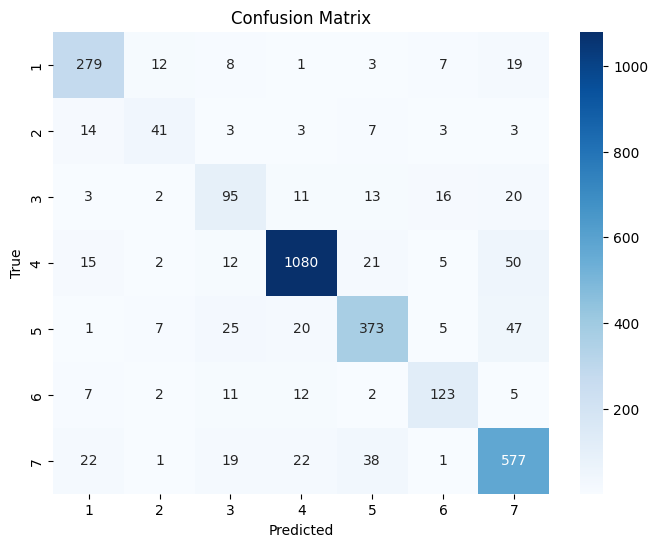 Confusion Matrix
1 279 12 8 1 3 7 19
2 14 41 3 3 7 3 3
3 3 2 95 11 13 16 20
4 15 2 12 1080 21 5 50
5 1 7 25 20 373 5 47
6 7 2 11 12 2 123 5
7 22 1 19 22 38 1 577
1 2 3 4 5 6 7
Predicted
True
1000
800
600
400
200